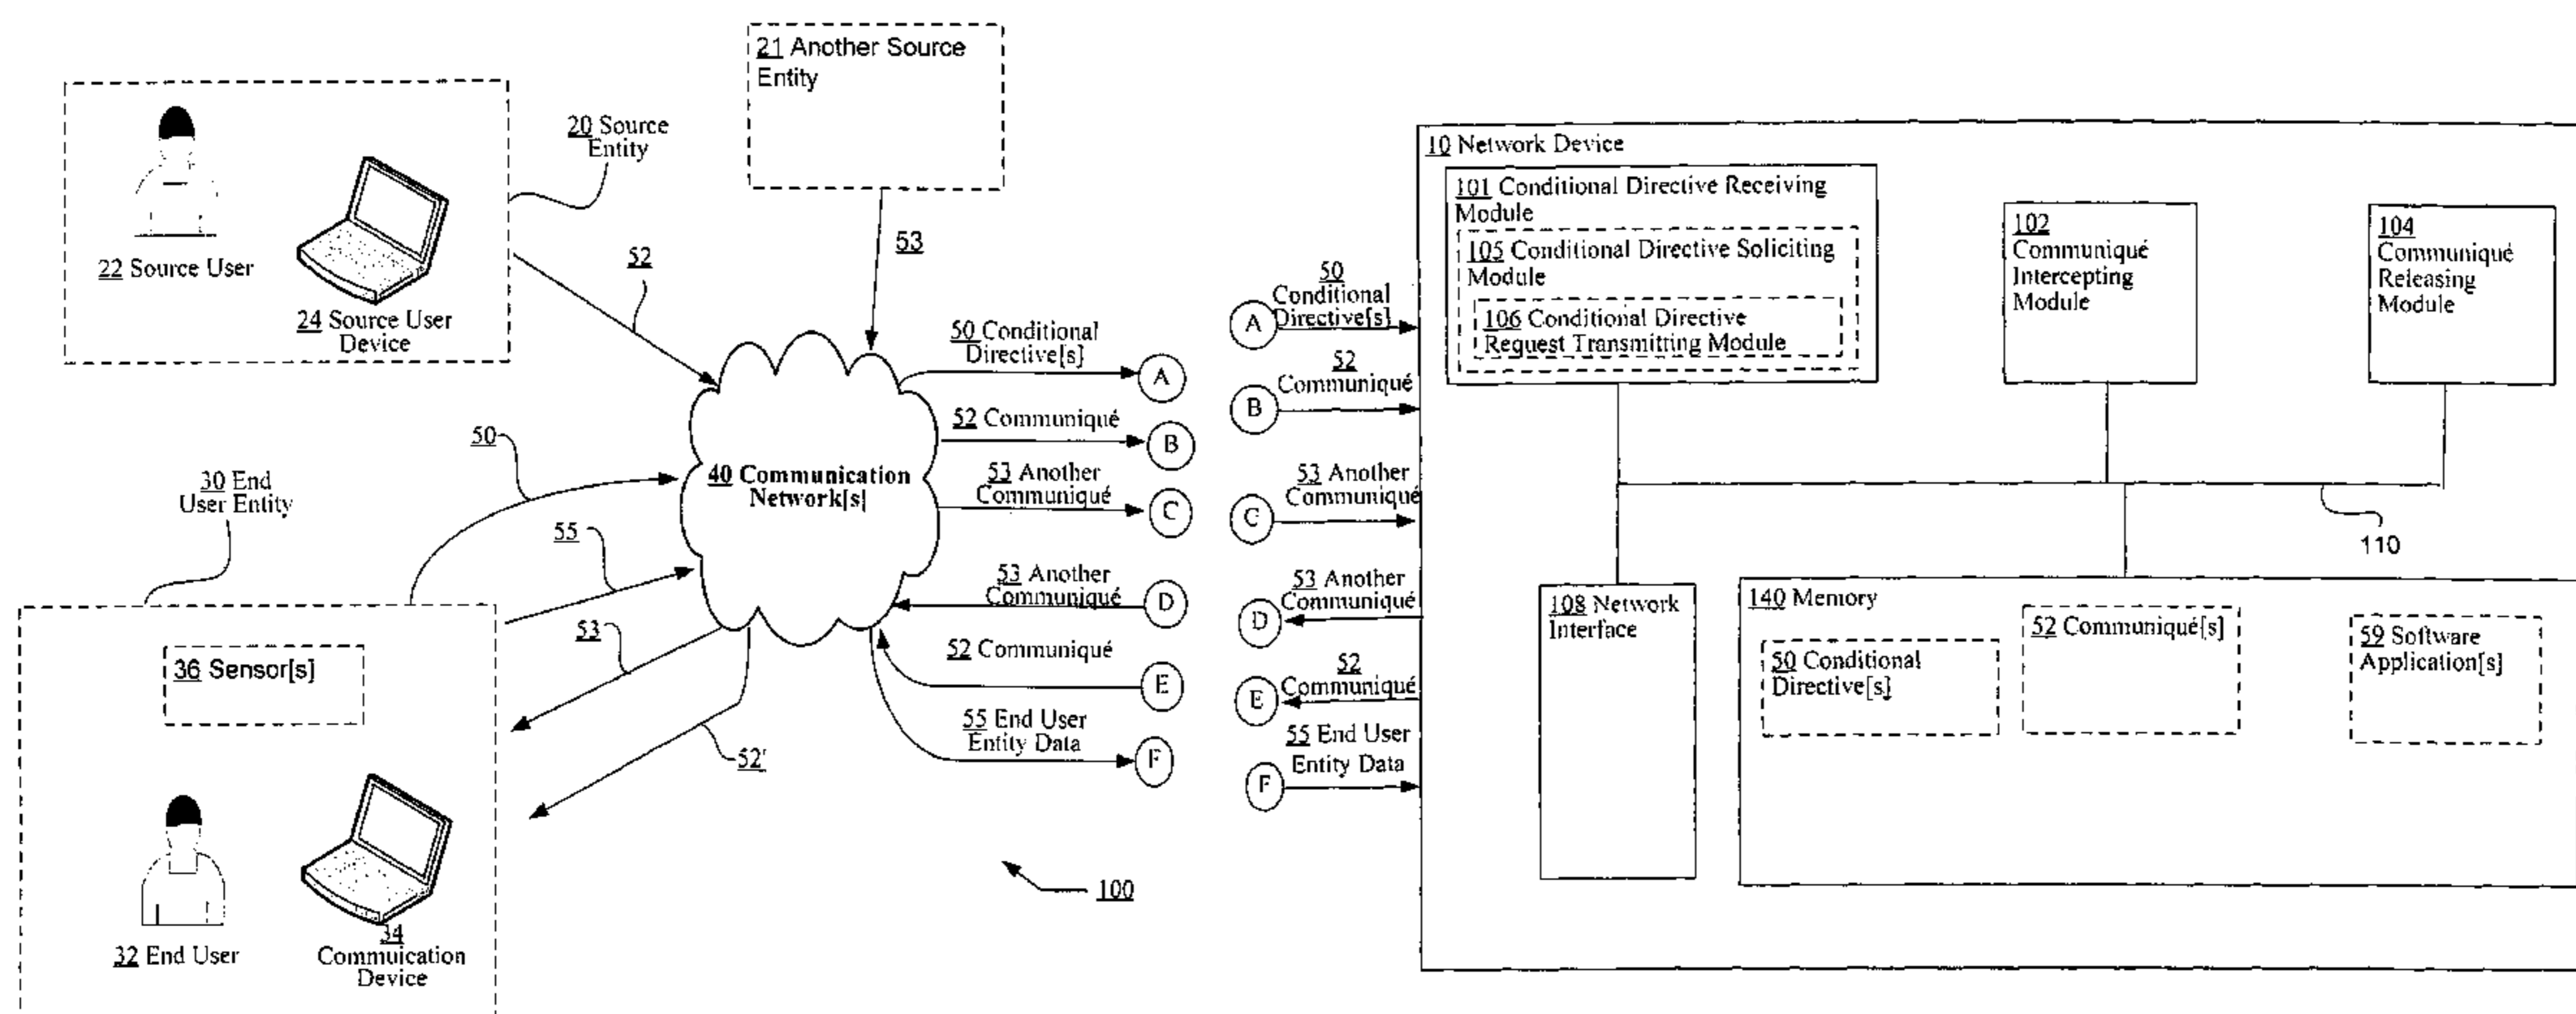 21 Another Source
Entity
20 Source
Entity
22 Source User
24 Source User
Device
52
53
50 Conditional
Directive[s]
A
52 Communiqué
B
40 Communication
Network[s]
53 Another
Communiqué
C
53 Another
Communiqué
D
52 Communiqué
E
55 End User
Entity Data
F
50
30 End
User Entity
55
53
52'
36 Sensor[s]
32 End User
34
Commuication
Device
100
50
Conditional
Directive[s]
A
52
Communiqué
B
53 Another
Communiqué
C
53 Another
Communiqué
D
52
Communiqué
E
55 End User
Entity Data
F
10 Network Device
101 Conditional Directive Receiving
Module
105 Conditional Directive Soliciting
Module
106 Conditional Directive
Request Transmitting Module
102
Communiqué
Intercepting
Module
104
Communiqué
Releasing
Module
110
108 Network
Interface
140 Memory
50 Conditional
Directive[s]
52 Communiqué[s]
59 Software
Application[s]